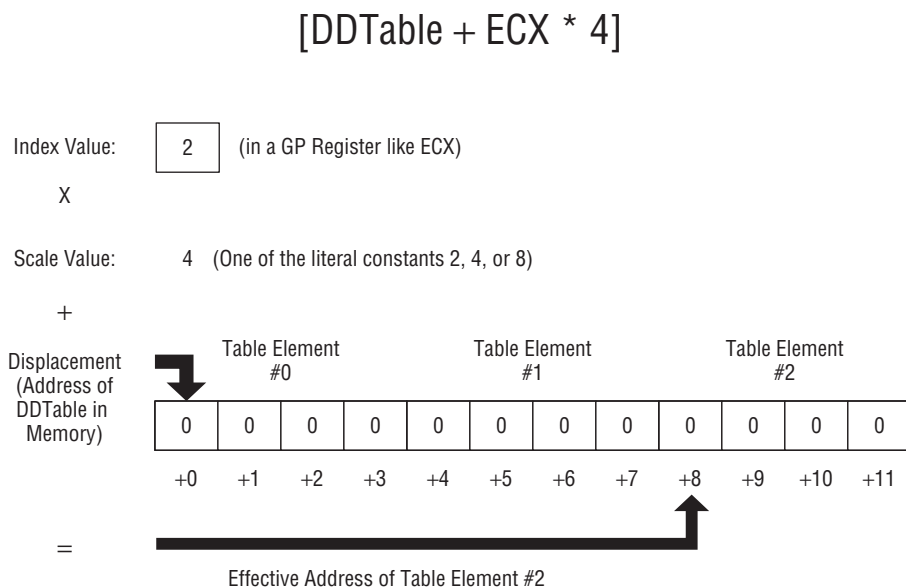 [DDTable + ECX * 4]
Index Value: 2 (in a GP Register like ECX)
X
Scale Value: 4 (One of the literal constants 2, 4, or 8)
+
Displacement
(Address of
DDTable in
Memory)
Table Element
#0
Table Element
#1
Table Element
#2
0 0 0 0 0 0 0 0 0 0 0 0
+0 +1 +2 +3 +4 +5 +6 +7 +8 +9 +10 +11
=
Effective Address of Table Element #2